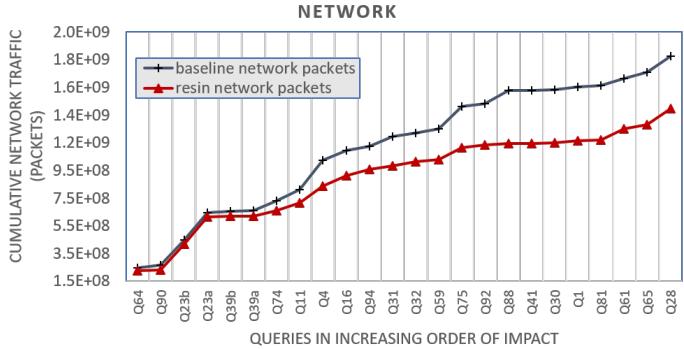 NETWORK
CUMULATIVE NETWORK TRAFFIC
(PACKETS)
2.0E+09
1.8E+09
1.6E+09
1.4E+09
1.2E+09
9.5E+08
7.5E+08
5.5E+08
3.5E+08
1.5E+08
baseline network packets
resin network packets
Q64
Q90
Q23b
Q23a
Q39b
Q39a
Q74
Q11
Q4
Q16
Q94
Q31
Q32
Q59
Q75
Q92
Q88
Q41
Q30
Q1
Q81
Q61
Q65
Q28
QUERIES IN INCREASING ORDER OF IMPACT